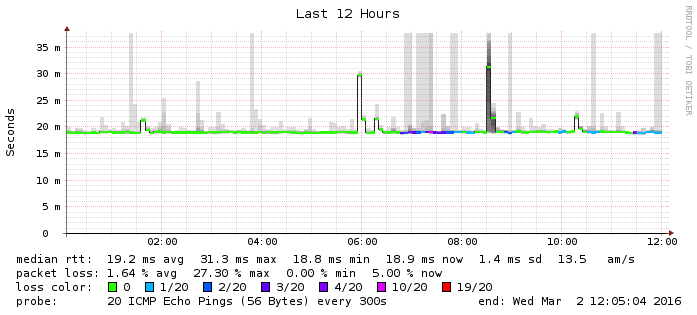 Last 12 Hours
RRDTOOL / TOBI OETIKER
Seconds
35 m
30 m
25 m
20 m
15 m
10 m
5 m
0
02:00 04:00 06:00 08:00 10:00 12:00
median rtt: 19.2 ms avg 31.3 ms max 18.8 ms min 18.9 ms now 1.4 ms sd 13.5 am/s
packet loss: 1.64 % avg 27.30 % max 0.00 % min 5.00 % now
loss color: 0 1/20 2/20 3/20 4/20 10/20 19/20
probe: 20 ICMP Echo Pings (56 Bytes) every 300s end: Wed Mar 2 12:05:04 2016